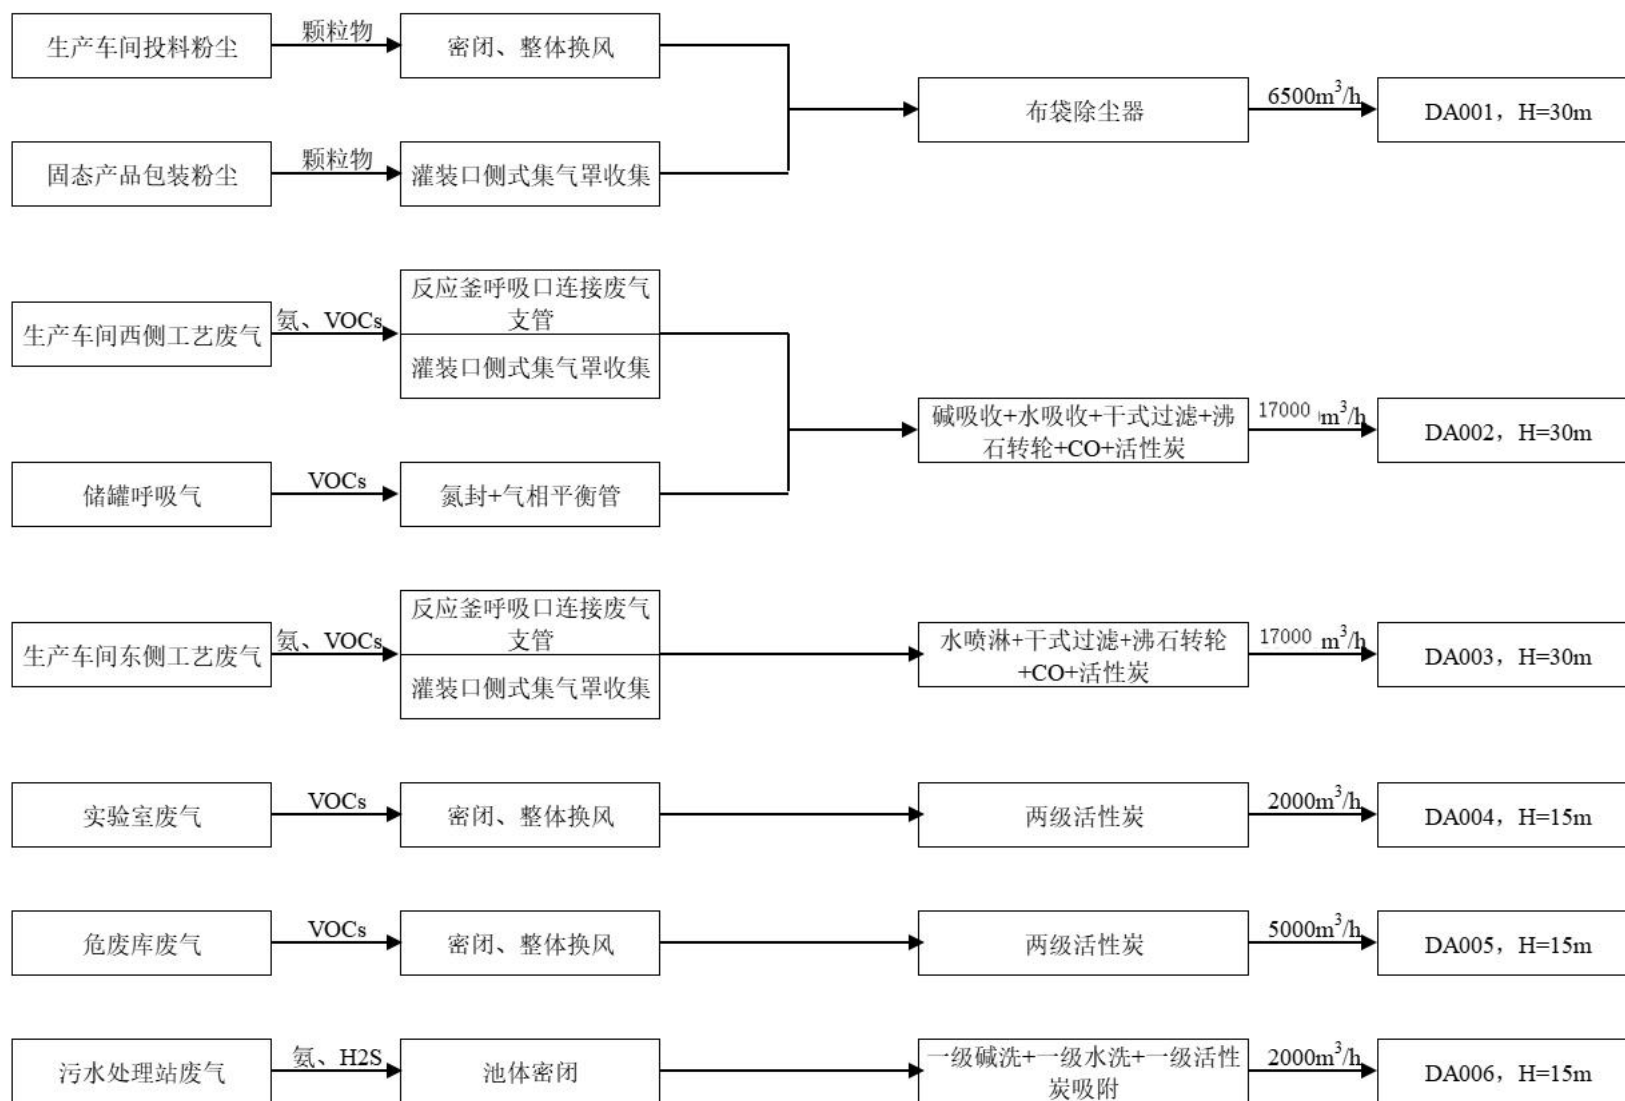 生产车间投料粉尘
颗粒物
密闭、整体换风
布袋除尘器
6500m³/h
DA001，H=30m
固态产品包装粉尘
颗粒物
灌装口侧式集气罩收集
生产车间西侧工艺废气
氨、VOCs
反应釜呼吸口连接废气
支管
灌装口侧式集气罩收集
碱吸收+水吸收+干式过滤+沸
石转轮+CO+活性炭
17000 m³/h
DA002，H=30m
储罐呼吸气
VOCs
氮封+气相平衡管
生产车间东侧工艺废气
氨、VOCs
反应釜呼吸口连接废气
支管
灌装口侧式集气罩收集
水喷淋+干式过滤+沸石转轮
+CO+活性炭
17000 m³/h
DA003，H=30m
实验室废气
VOCs
密闭、整体换风
两级活性炭
2000m³/h
DA004，H=15m
危废库废气
VOCs
密闭、整体换风
两级活性炭
5000m³/h
DA005，H=15m
污水处理站废气
氨、H2S
池体密闭
一级碱洗+一级水洗+一级活性
炭吸附
2000m³/h
DA006，H=15m